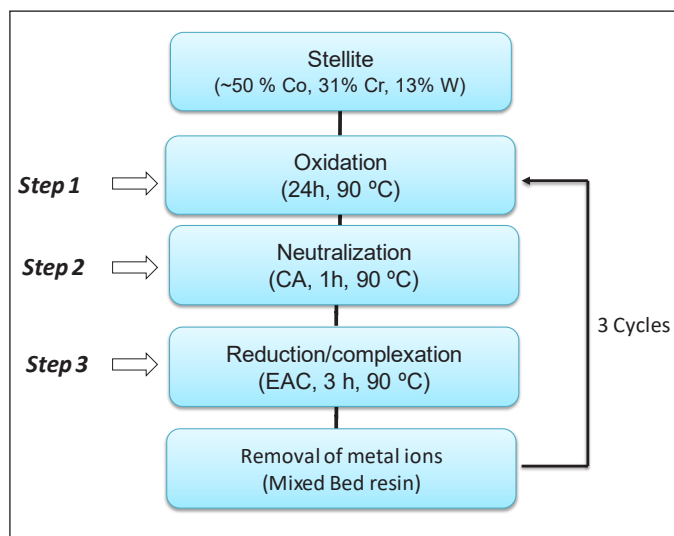 Stellite
(~50 % Co, 31% Cr, 13% W)
Step 1
Oxidation
(24h, 90 ºC)
Step 2
Neutralization
(CA, 1h, 90 ºC)
3 Cycles
Step 3
Reduction/complexation
(EAC, 3 h, 90 ºC)
Removal of metal ions
(Mixed Bed resin)